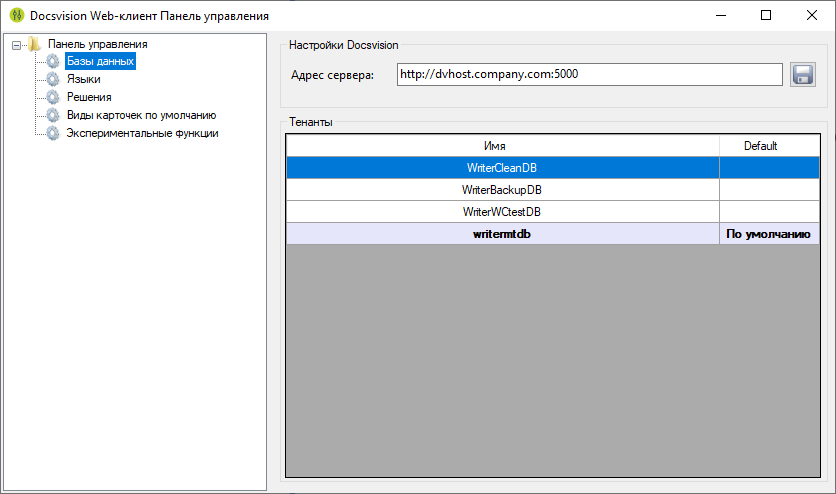 Docsvision Web-клиент Панель управления
Панель управления
Базы данных
Языки
Решения
Виды карточек по умолчанию
Экспериментальные функции
Настройки Docsvision
Адрес сервера: http://dvhost.company.com:5000
Тенанты
Имя Default
WriterCleanDB
WriterBackupDB
WriterWCtestDB
writermtdb По умолчанию